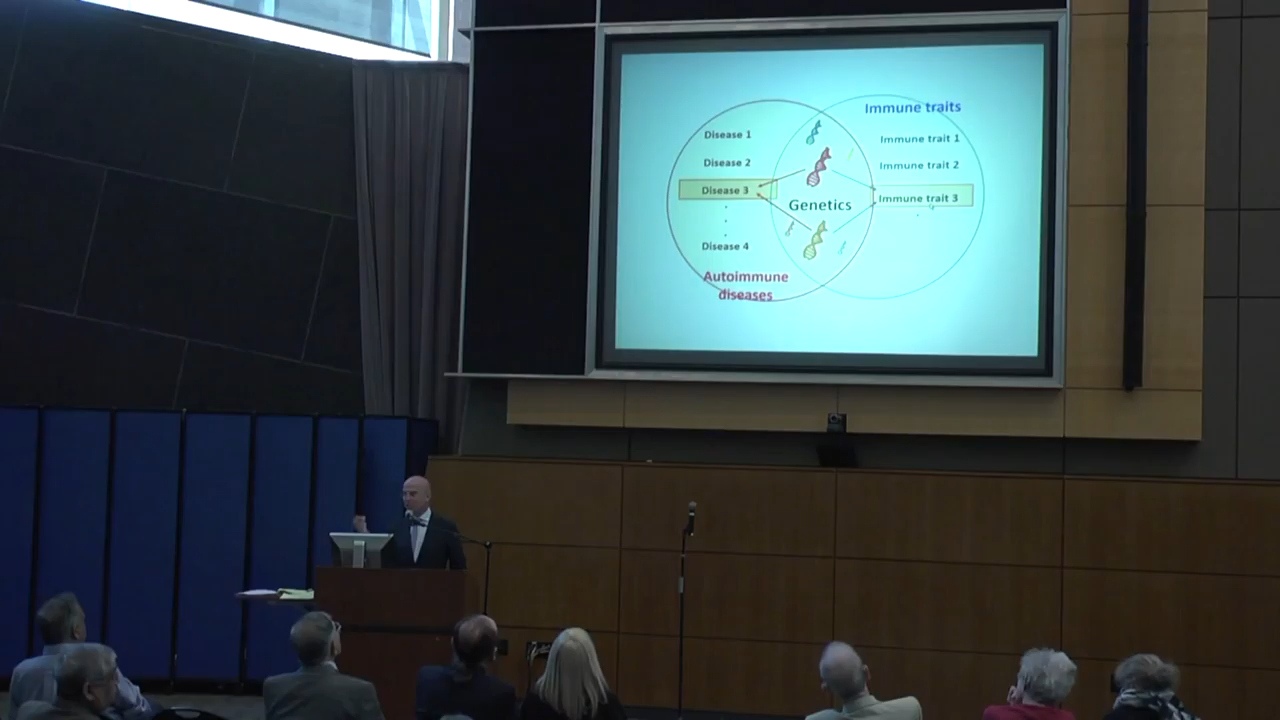 Immune traits
Disease 1
Immune trait 1
Disease 2
Immune trait 2
Disease 3
Immune trait 3
Genetics
Disease 4
Autoimmune
diseases